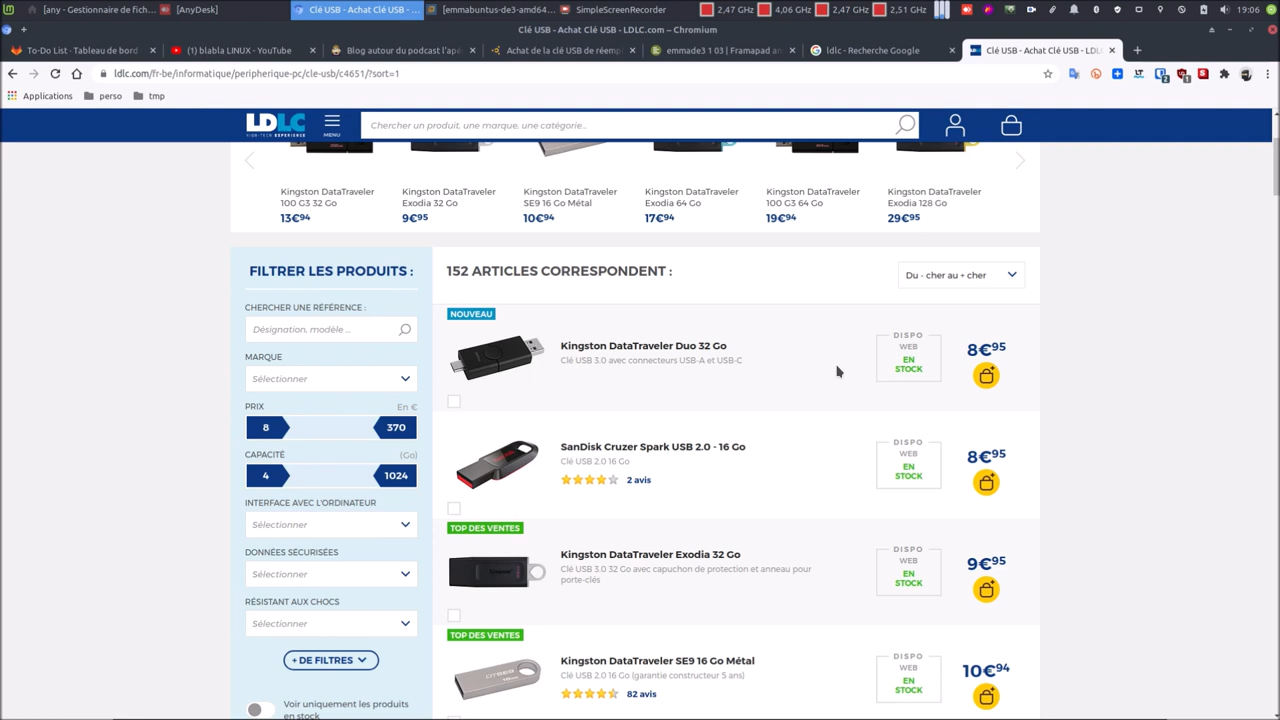 [any - Gestionnaire de fich...
[AnyDesk]
Clé USB - Achat Clé USB - ...
[emmabuntus-de3-amd64...
SimpleScreenRecorder
2,47 GHz
4,06 GHz
2,47 GHz
2,51 GHz
19:06
Clé USB - Achat Clé USB - LDLC.com – Chromium
To-Do List · Tableau de bord
(1) blabla LINUX - YouTube
Blog autour du podcast l'apé
Achat de la clé USB de réemp
emmade3 1 03 | Framapad an
ldlc - Recherche Google
Clé USB - Achat Clé USB - LDL
ldlc.com/fr-be/informatique/peripherique-pc/cle-usb/c4651/?sort=1
Applications
perso
tmp
LDLC
HIGH-TECH EXPERIENCE
MENU
Chercher un produit, une marque, une catégorie...
Kingston DataTraveler
100 G3 32 Go
13€94
Kingston DataTraveler
Exodia 32 Go
9€95
Kingston DataTraveler
SE9 16 Go Métal
10€94
Kingston DataTraveler
Exodia 64 Go
17€94
Kingston DataTraveler
100 G3 64 Go
19€94
Kingston DataTraveler
Exodia 128 Go
29€95
FILTRER LES PRODUITS :
CHERCHER UNE RÉFÉRENCE :
Désignation, modèle ...
MARQUE
Sélectionner
PRIX
En €
8
370
CAPACITÉ
(Go)
4
1024
INTERFACE AVEC L'ORDINATEUR
Sélectionner
DONNÉES SÉCURISÉES
Sélectionner
RÉSISTANT AUX CHOCS
Sélectionner
+ DE FILTRES
Voir uniquement les produits
en stock
152 ARTICLES CORRESPONDENT :
Du - cher au + cher
NOUVEAU
Kingston DataTraveler Duo 32 Go
Clé USB 3.0 avec connecteurs USB-A et USB-C
DISPO
WEB
EN
STOCK
8€95
SanDisk Cruzer Spark USB 2.0 - 16 Go
Clé USB 2.0 16 Go
2 avis
DISPO
WEB
EN
STOCK
8€95
TOP DES VENTES
Kingston DataTraveler Exodia 32 Go
Clé USB 3.0 32 Go avec capuchon de protection et anneau pour
porte-clés
DISPO
WEB
EN
STOCK
9€95
TOP DES VENTES
Kingston DataTraveler SE9 16 Go Métal
Clé USB 2.0 16 Go (garantie constructeur 5 ans)
82 avis
DISPO
WEB
EN
STOCK
10€94